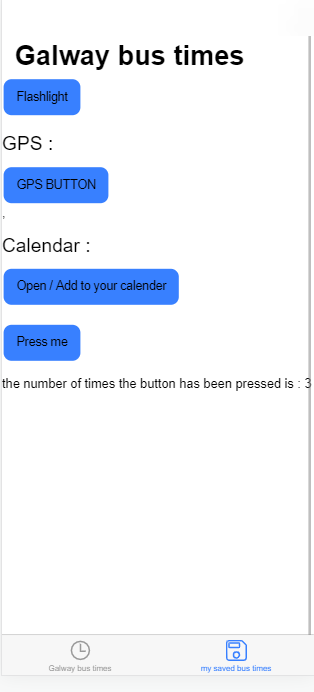 Galway bus times
Flashlight
GPS :
GPS BUTTON
,
Calendar :
Open / Add to your calender
Press me
the number of times the button has been pressed is : 3
Galway bus times
my saved bus times